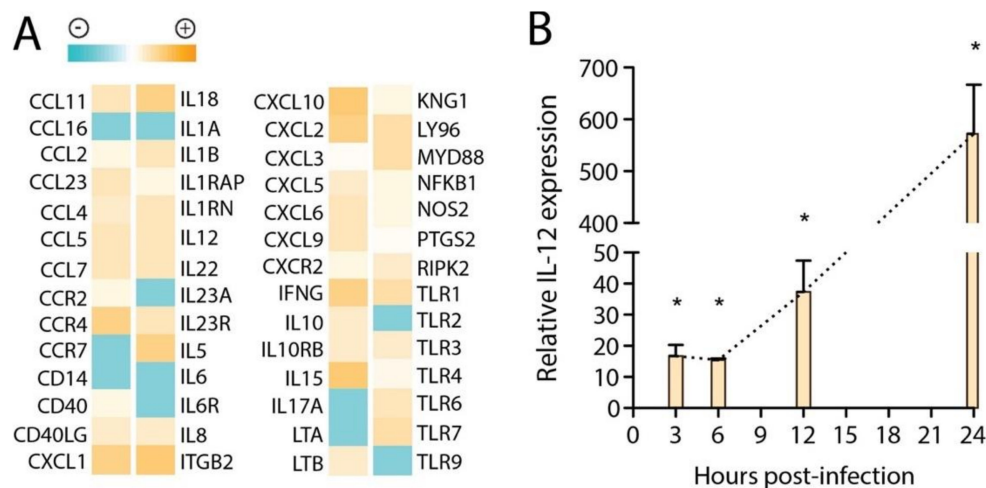 A
⊖ ⊕
CCL11 IL18
CCL16 IL1A
CCL2 IL1B
CCL23 IL1RAP
CCL4 IL1RN
CCL5 IL12
CCL7 IL22
CCR2 IL23A
CCR4 IL23R
CCR7 IL5
CD14 IL6
CD40 IL6R
CD40LG IL8
CXCL1 ITGB2
CXCL10 KNG1
CXCL2 LY96
CXCL3 MYD88
CXCL5 NFKB1
CXCL6 NOS2
CXCL9 PTGS2
CXCR2 RIPK2
IFNG TLR1
IL10 TLR2
IL10RB TLR3
IL15 TLR4
IL17A TLR6
LTA TLR7
LTB TLR9
B
Relative IL-12 expression
700
600
500
400
50
40
30
20
10
0
* * * *
0 3 6 9 12 15 18 21 24
Hours post-infection